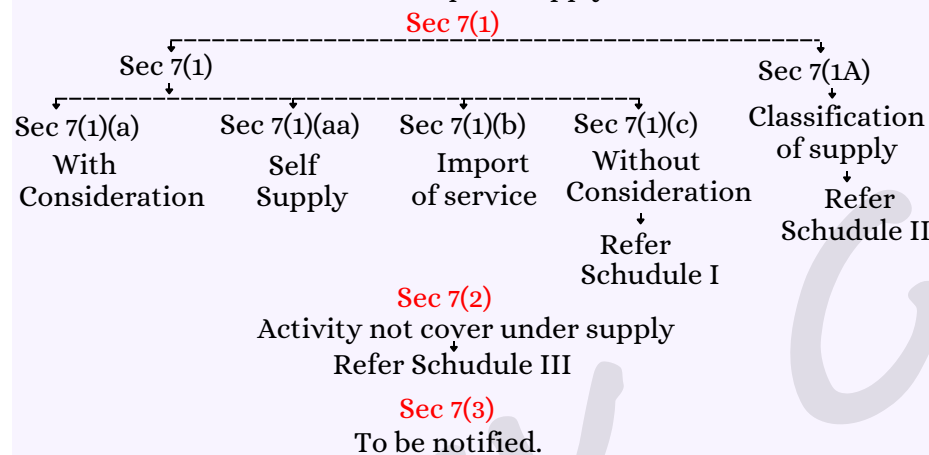 Sec 7(1)
Sec 7(1)
Sec 7(1A)
Sec 7(1)(a)
With
Consideration
Sec 7(1)(aa)
Self
Supply
Sec 7(1)(b)
Import
of service
Sec 7(1)(c)
Without
Consideration
Refer
Schudule I
Classification
of supply
Refer
Schudule II
Sec 7(2)
Activity not cover under supply
Refer Schudule III
Sec 7(3)
To be notified.